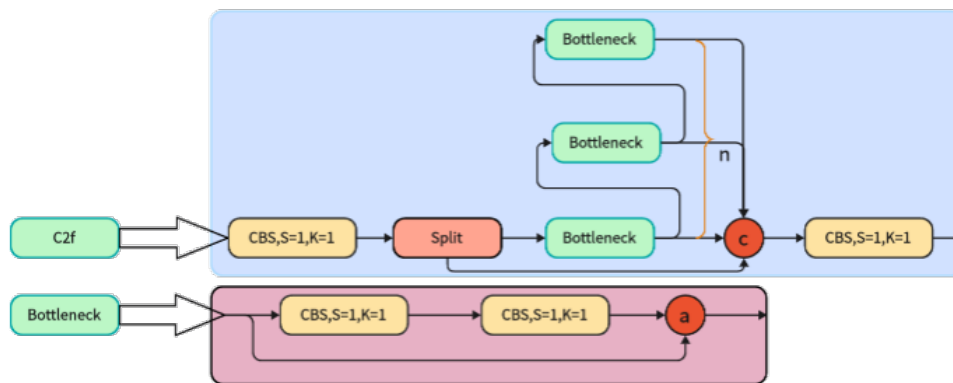 Bottleneck
Bottleneck
n
C2f
CBS,S=1,K=1
Split
Bottleneck
c
CBS,S=1,K=1
Bottleneck
CBS,S=1,K=1
CBS,S=1,K=1
a